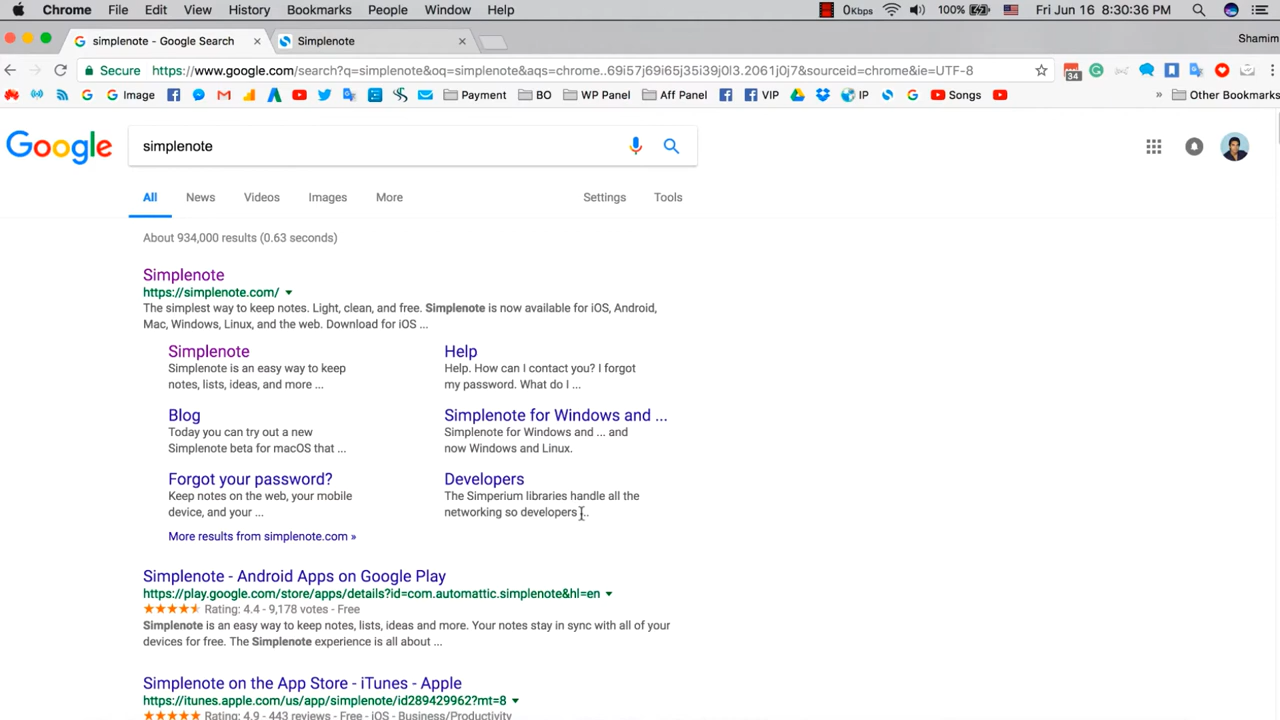 Chrome File Edit View History Bookmarks People Window Help 0Kbps 100% Fri Jun 16 8:30:36 PM
simplenote - Google Search Simplenote Shamim
Secure https://www.google.com/search?q=simplenote&oq=simplenote&aqs=chrome..69i57j69i65j35i39j0l3.2061j0j7&sourceid=chrome&ie=UTF-8 34
Image Payment BO WP Panel Aff Panel VIP IP Songs » Other Bookmarks
Google simplenote
All News Videos Images More Settings Tools
About 934,000 results (0.63 seconds)
Simplenote
https://simplenote.com/
The simplest way to keep notes. Light, clean, and free. Simplenote is now available for iOS, Android,
Mac, Windows, Linux, and the web. Download for iOS ...
Simplenote
Simplenote is an easy way to keep
notes, lists, ideas, and more ...
Help
Help. How can I contact you? I forgot
my password. What do I ...
Blog
Today you can try out a new
Simplenote beta for macOS that ...
Simplenote for Windows and ...
Simplenote for Windows and ... and
now Windows and Linux.
Forgot your password?
Keep notes on the web, your mobile
device, and your ...
Developers
The Simperium libraries handle all the
networking so developers ...
More results from simplenote.com »
Simplenote - Android Apps on Google Play
https://play.google.com/store/apps/details?id=com.automattic.simplenote&hl=en
Rating: 4.4 - 9,178 votes - Free
Simplenote is an easy way to keep notes, lists, ideas and more. Your notes stay in sync with all of your
devices for free. The Simplenote experience is all about ...
Simplenote on the App Store - iTunes - Apple
https://itunes.apple.com/us/app/simplenote/id289429962?mt=8
Rating: 4.9 - 443 reviews - Free - iOS - Business/Productivity